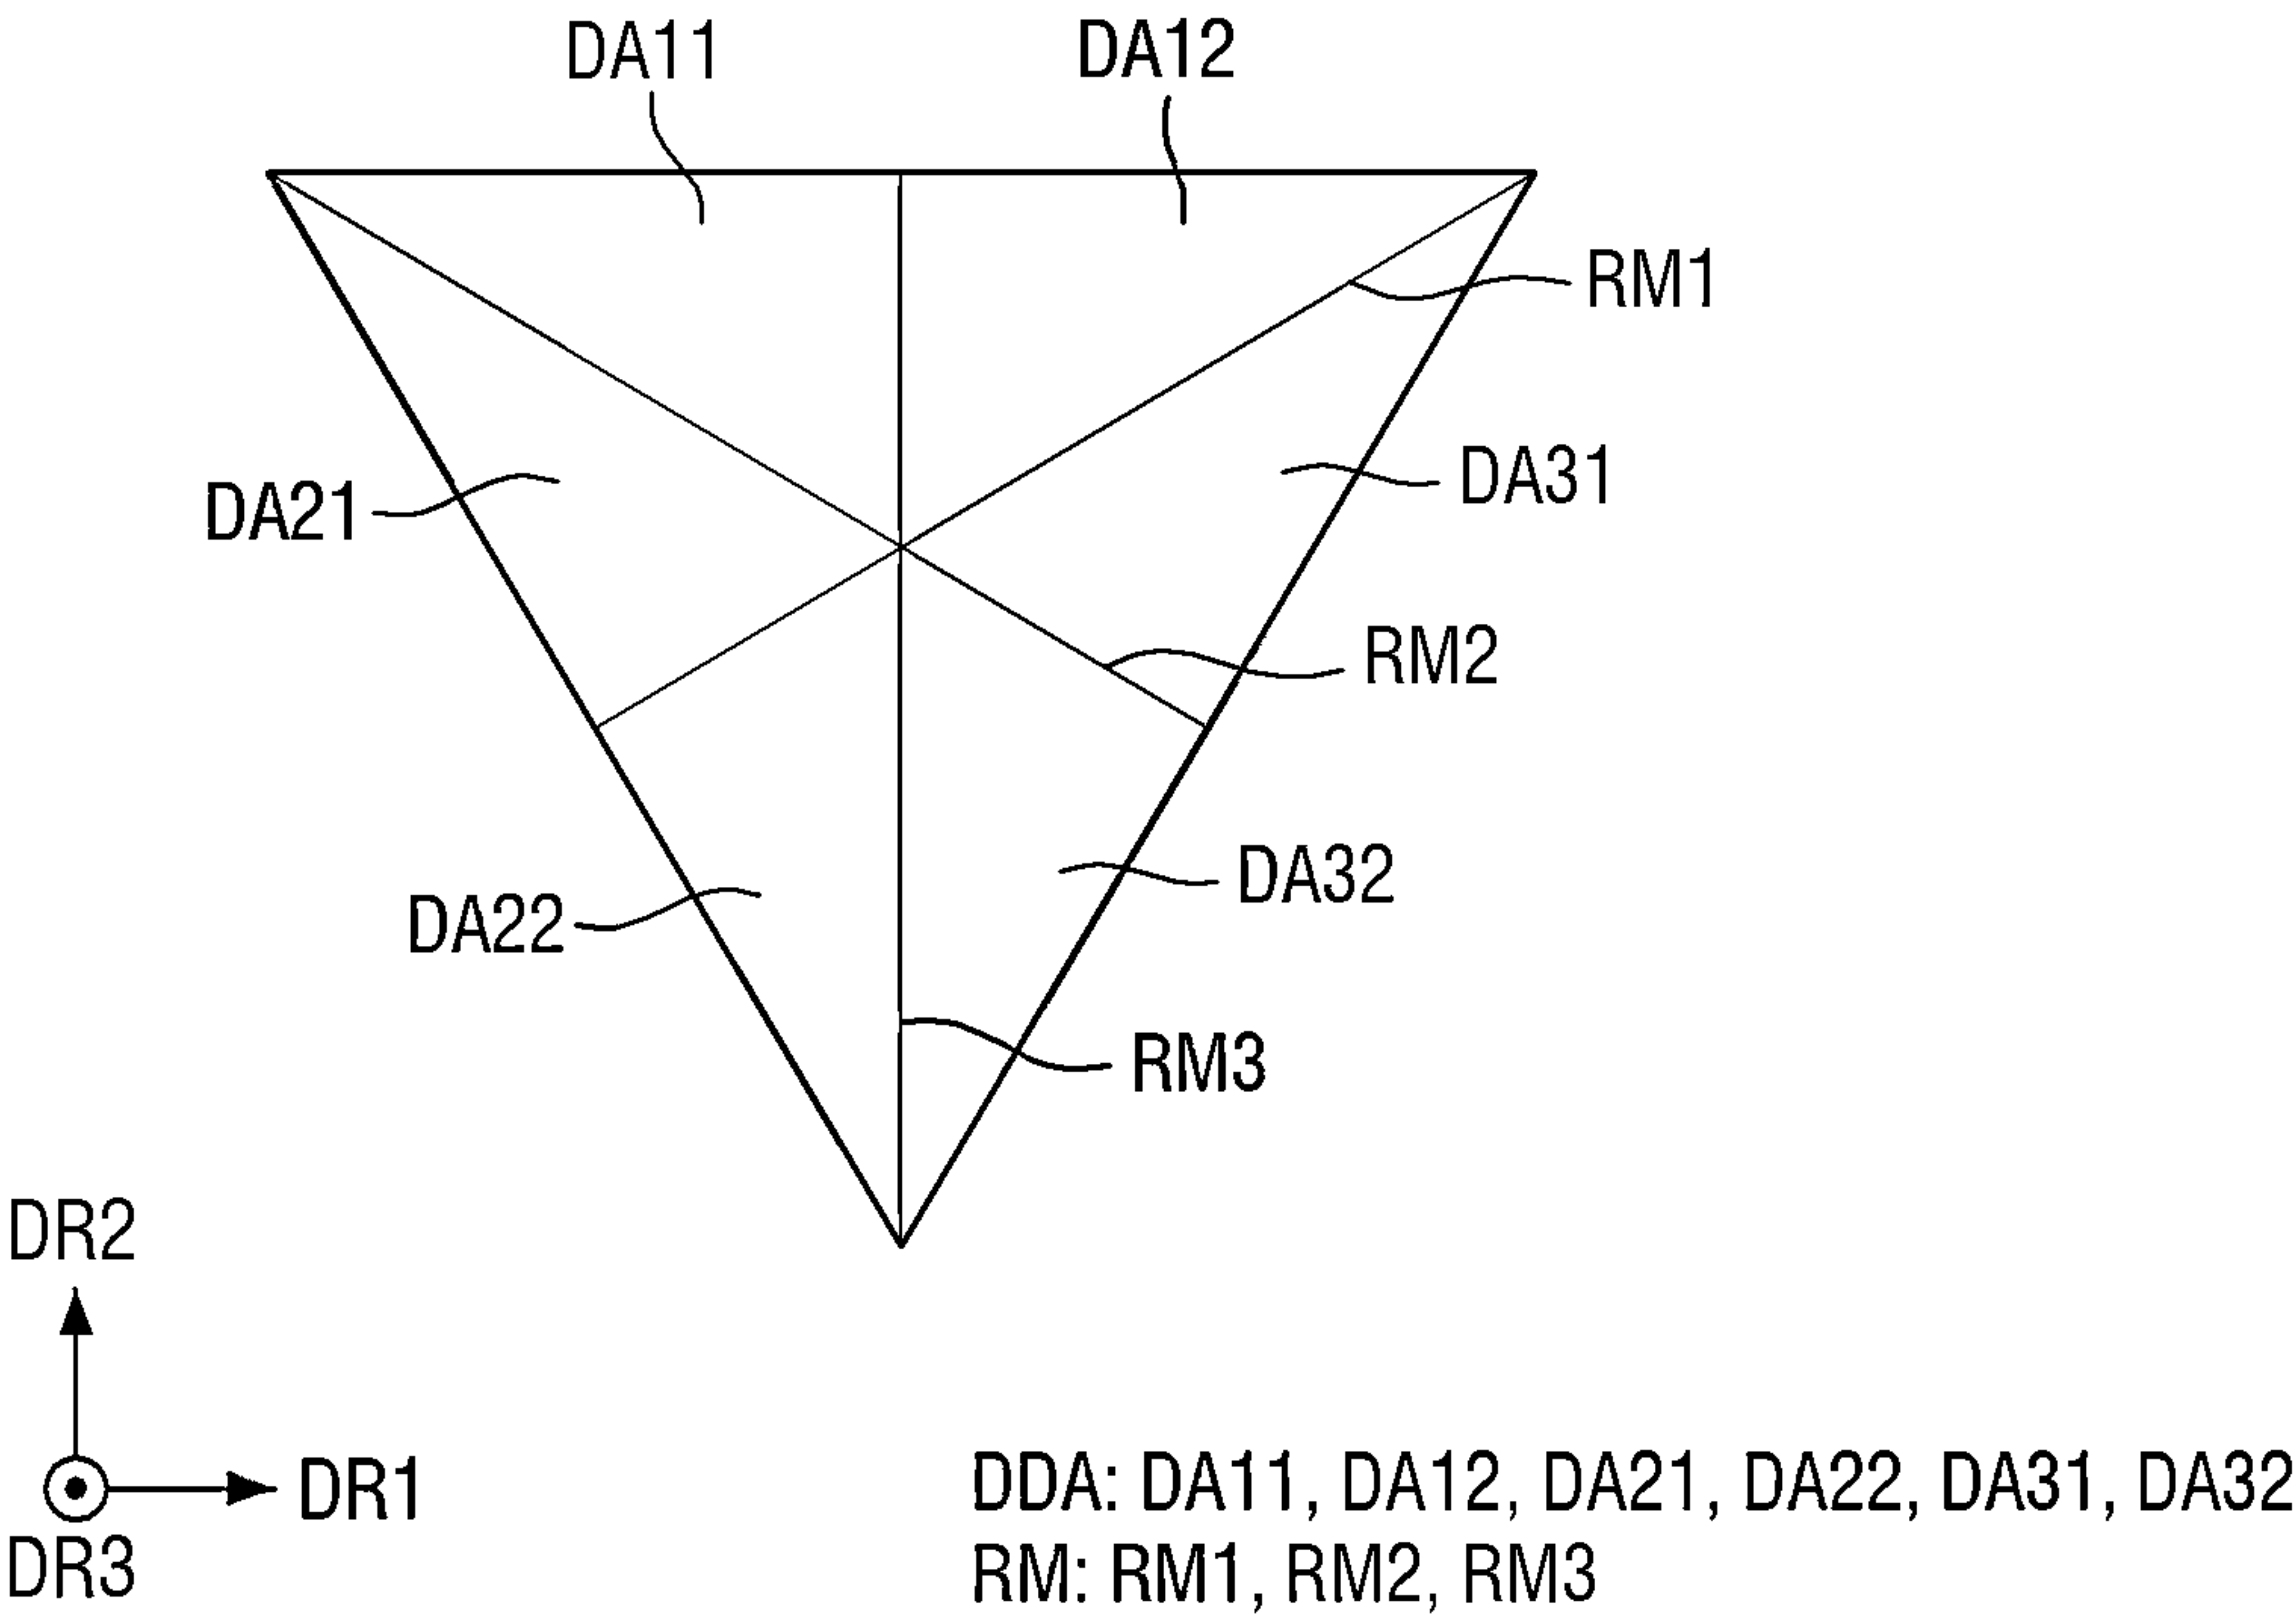 DA11
DA12
RM1
DA31
DA21
RM2
DA32
DA22
RM3
DR2
DR1
DR3
DDA: DA11, DA12, DA21, DA22, DA31, DA32
RM: RM1, RM2, RM3